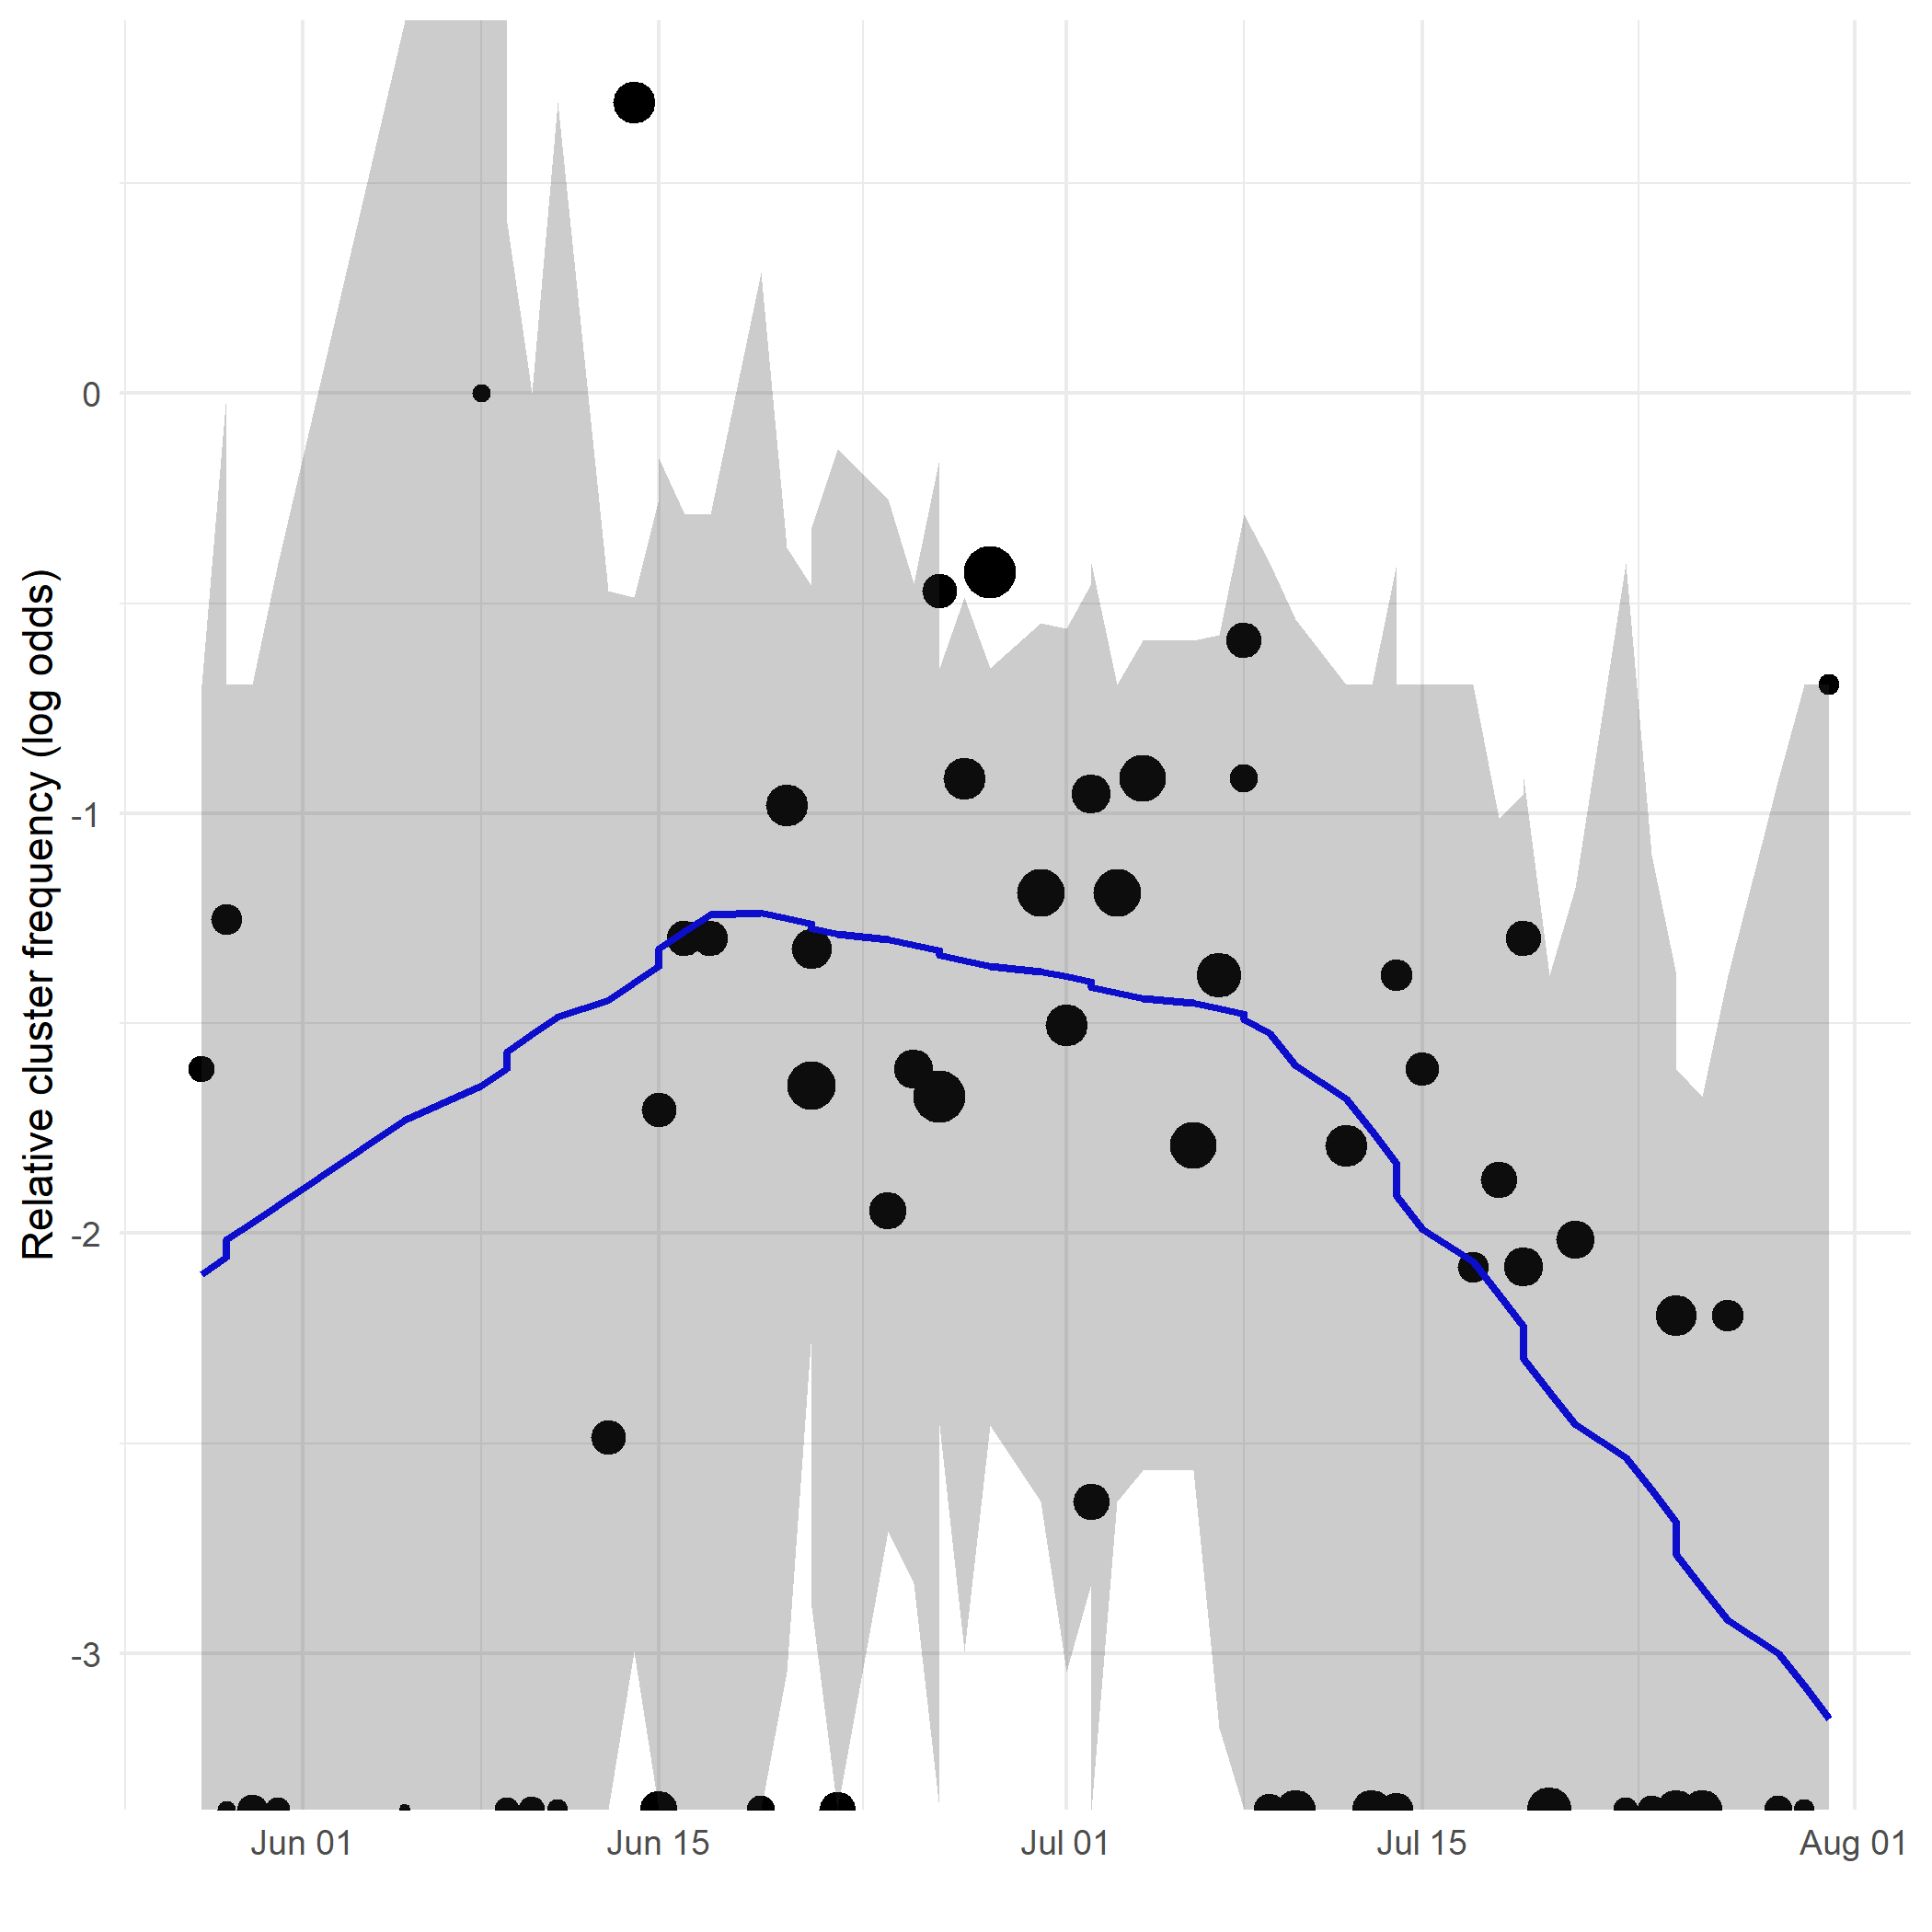 Relative cluster frequency (log odds)
0
-1
-2
-3
Jun 01
Jun 15
Jul 01
Jul 15
Aug 01